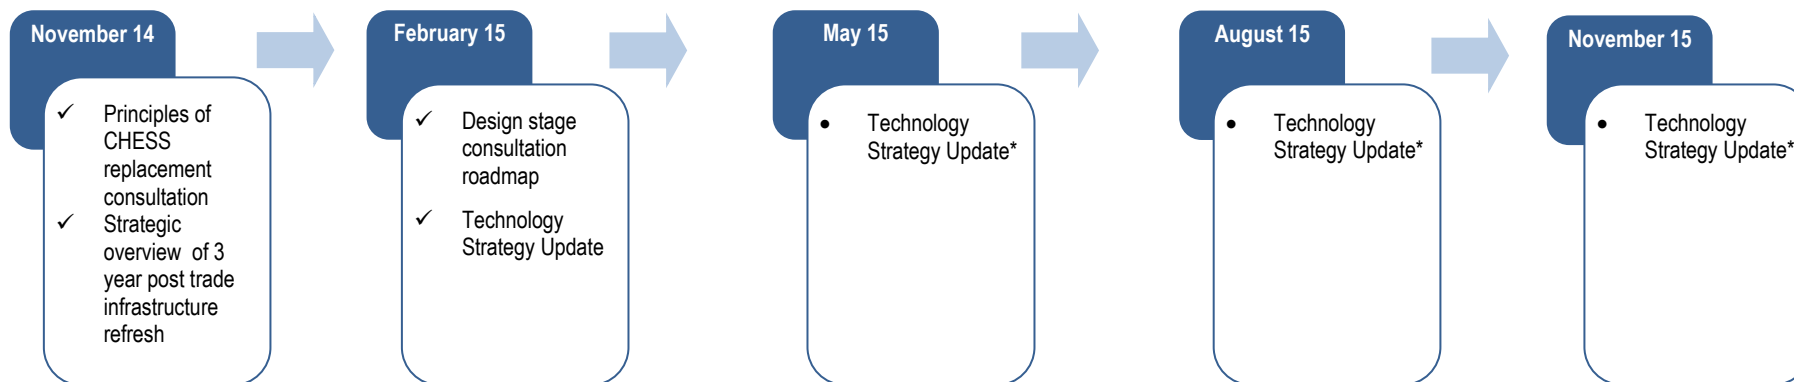 November 14
✓ Principles of
CHESS
replacement
consultation
✓ Strategic
overview of 3
year post trade
infrastructure
refresh
February 15
✓ Design stage
consultation
roadmap
✓ Technology
Strategy Update
May 15
• Technology
Strategy Update*
August 15
• Technology
Strategy Update*
November 15
• Technology
Strategy Update*